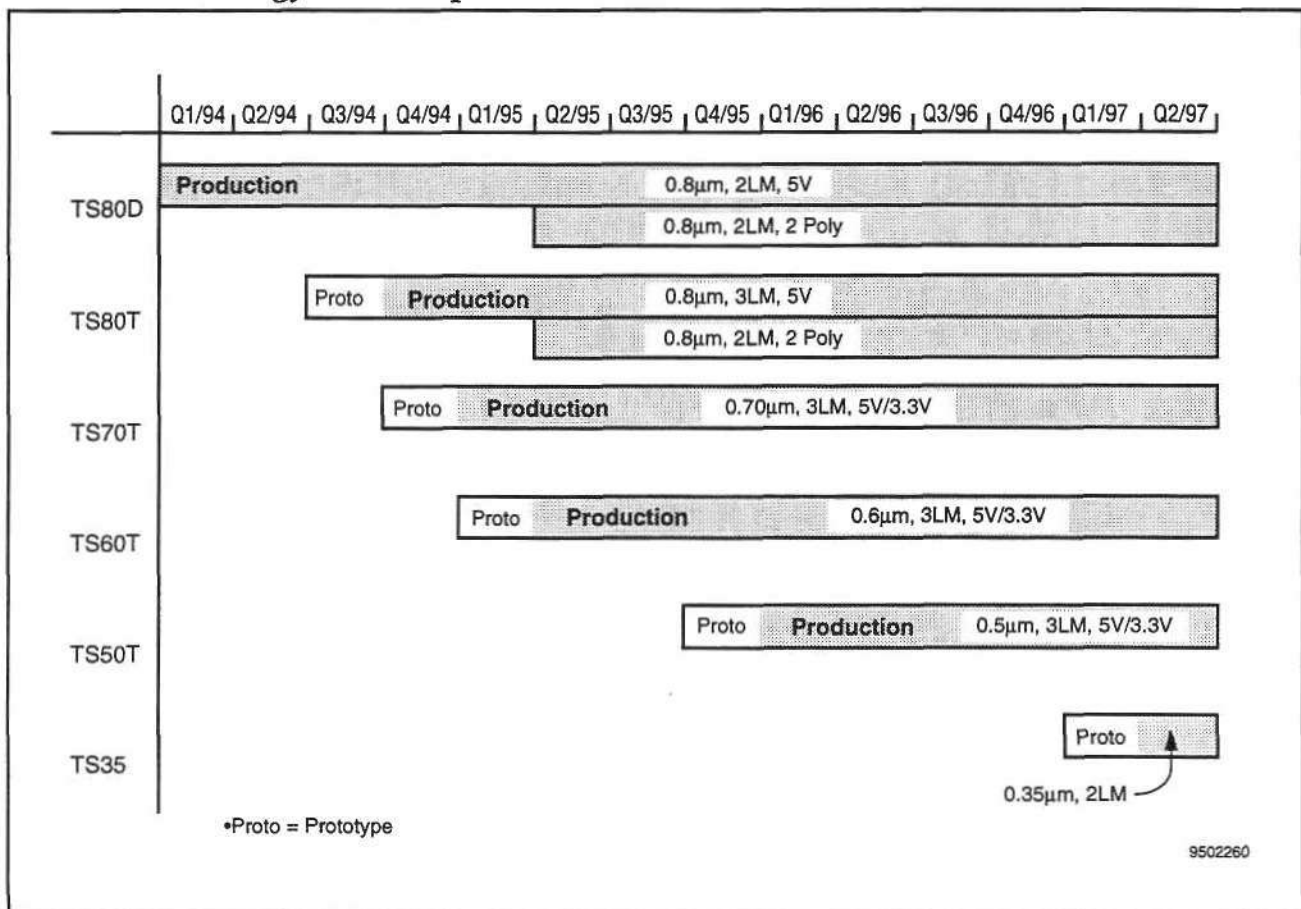 Q1/94 Q2/94 Q3/94 Q4/94 Q1/95 Q2/95 Q3/95 Q4/95 Q1/96 Q2/96 Q3/96 Q4/96 Q1/97 Q2/97
Production 0.8µm, 2LM, 5V
TS80D
0.8µm, 2LM, 2 Poly
Proto Production 0.8µm, 3LM, 5V
TS80T
0.8µm, 2LM, 2 Poly
Proto Production 0.70µm, 3LM, 5V/3.3V
TS70T
Proto Production 0.6µm, 3LM, 5V/3.3V
TS60T
Proto Production 0.5µm, 3LM, 5V/3.3V
TS50T
Proto
TS35
0.35µm, 2LM
•Proto = Prototype
9502260